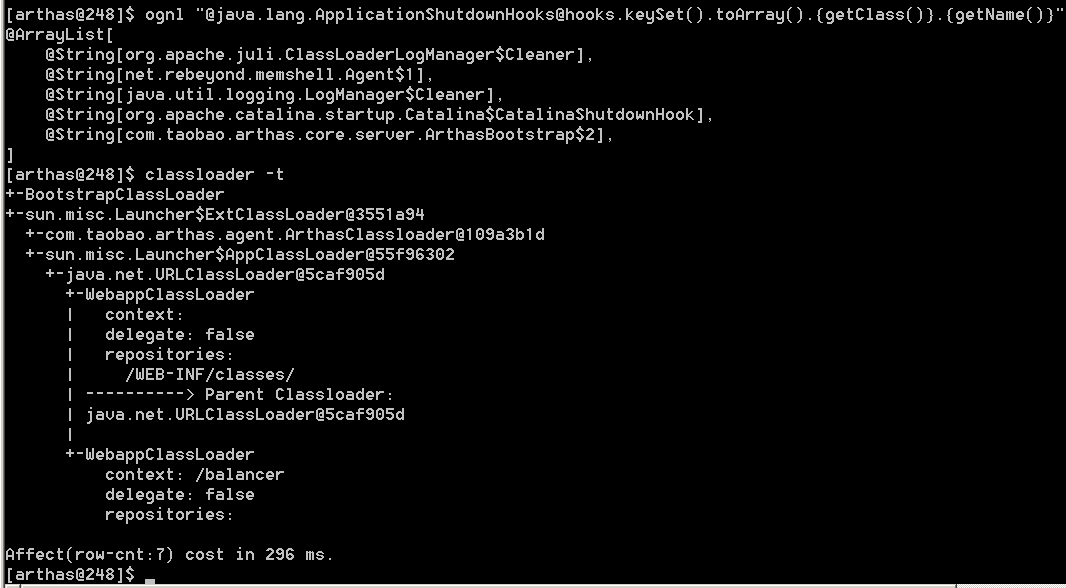 [arthas@248]$ ognl "@java.lang.ApplicationShutdownHooks@hooks.keySet().toArray().{getClass()}.{getName()}"
@ArrayList[
    @String[org.apache.juli.ClassLoaderLogManager$Cleaner],
    @String[net.rebeyond.memshell.Agent$1],
    @String[java.util.logging.LogManager$Cleaner],
    @String[org.apache.catalina.startup.Catalina$CatalinaShutdownHook],
    @String[com.taobao.arthas.core.server.ArthasBootstrap$2],
]
[arthas@248]$ classloader -t
+-BootstrapClassLoader
+-sun.misc.Launcher$ExtClassLoader@3551a94
  +-com.taobao.arthas.agent.ArthasClassloader@109a3b1d
  +-sun.misc.Launcher$AppClassLoader@55f96302
    +-java.net.URLClassLoader@5caf905d
      +-WebappClassLoader
      |   context:
      |   delegate: false
      |   repositories:
      |     /WEB-INF/classes/
      | ----------> Parent Classloader:
      | java.net.URLClassLoader@5caf905d
      |
      +-WebappClassLoader
          context: /balancer
          delegate: false
          repositories:

Affect(row-cnt:7) cost in 296 ms.
[arthas@248]$ _